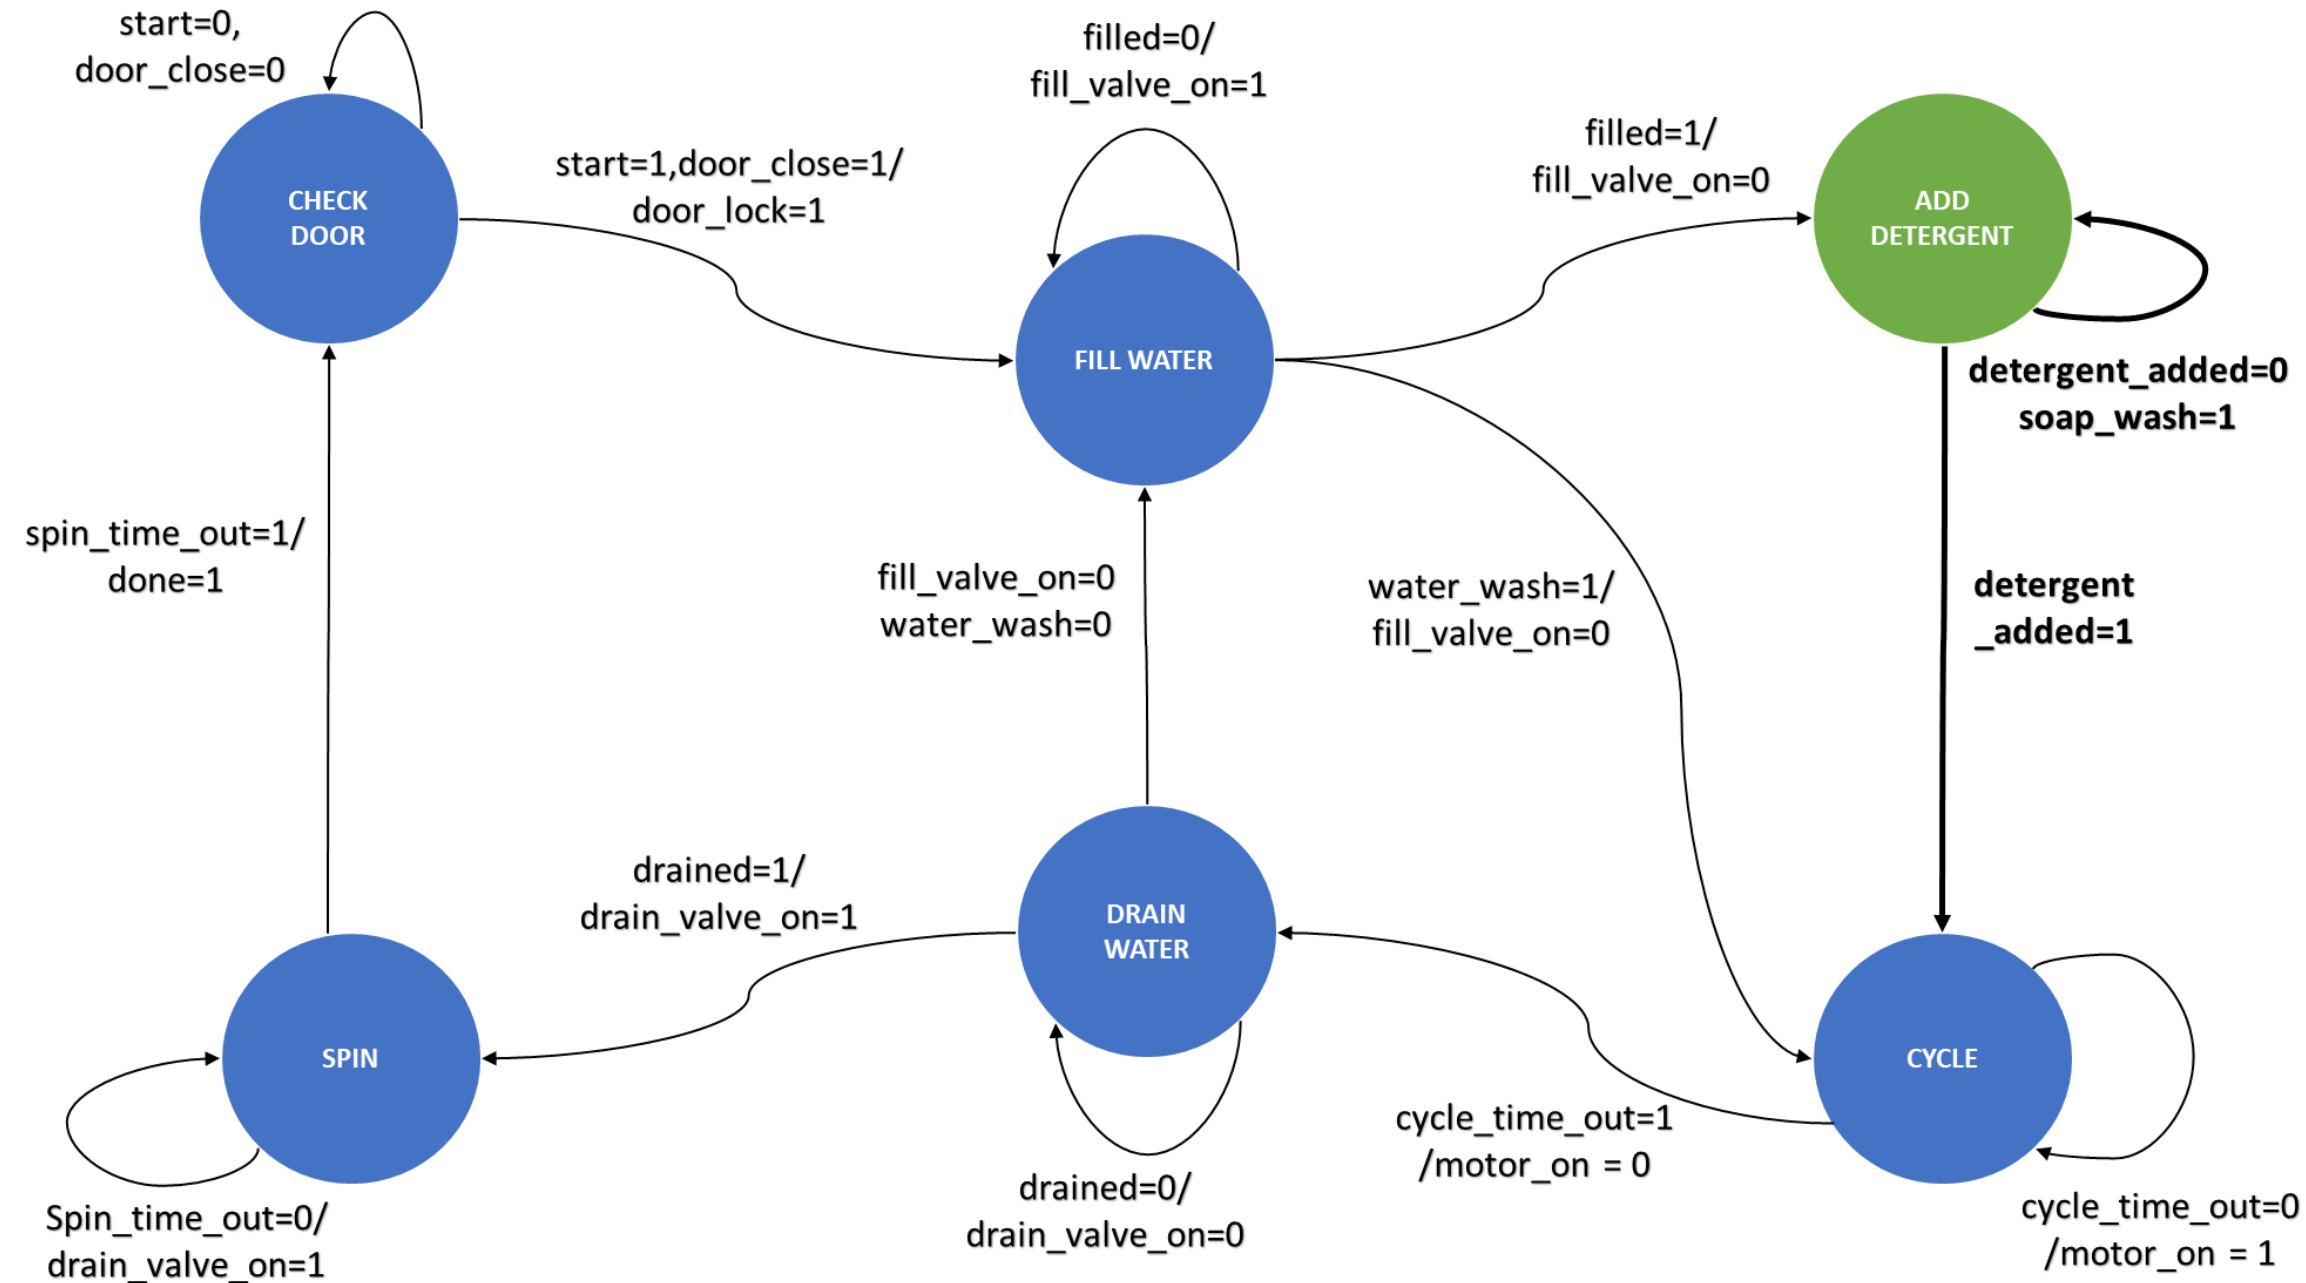 start=0,
door_close=0
filled=0/
fill_valve_on=1
filled=1/
fill_valve_on=0
start=1,door_close=1/
door_lock=1
CHECK
DOOR
ADD
DETERGENT
FILL WATER
detergent_added=0
soap_wash=1
spin_time_out=1/
done=1
fill_valve_on=0
water_wash=0
water_wash=1/
fill_valve_on=0
detergent
_added=1
drained=1/
drain_valve_on=1
DRAIN
WATER
SPIN
CYCLE
cycle_time_out=1
/motor_on = 0
drained=0/
drain_valve_on=0
Spin_time_out=0/
drain_valve_on=1
cycle_time_out=0
/motor_on = 1